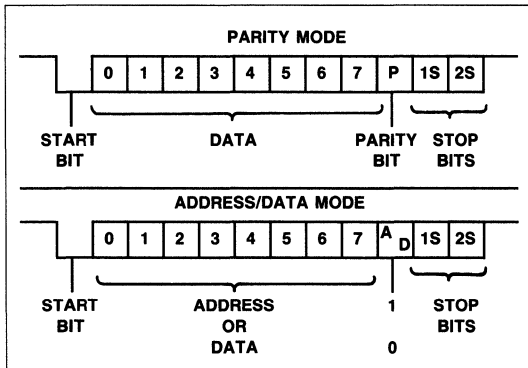 PARITY MODE
0 1 2 3 4 5 6 7 P 1S 2S
START BIT
DATA
PARITY BIT
STOP BITS
ADDRESS/DATA MODE
0 1 2 3 4 5 6 7 A D 1S 2S
START BIT
ADDRESS OR DATA
1
0
STOP BITS